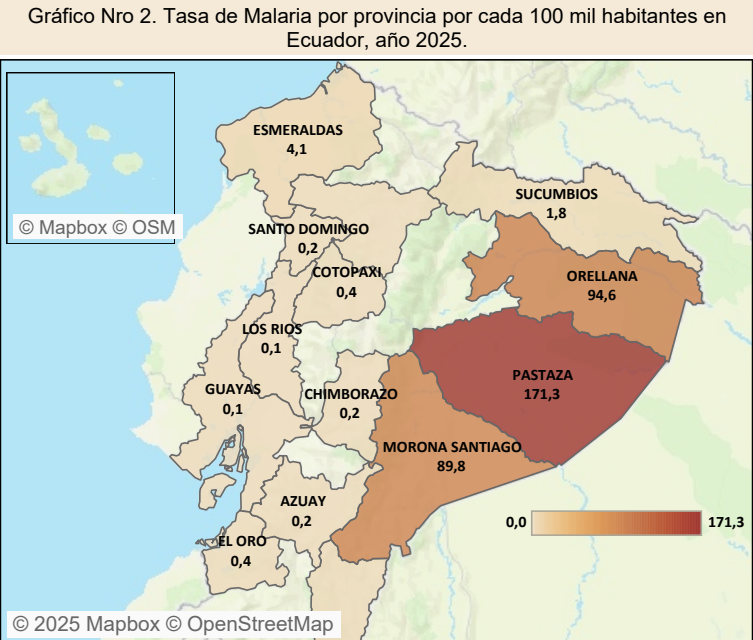 Gráfico Nro 2. Tasa de Malaria por provincia por cada 100 mil habitantes en
Ecuador, año 2025.
© Mapbox © OSM
ESMERALDAS
4,1
SUCUMBIOS
1,8
SANTO DOMINGO
0,2
COTOPAXI
0,4
ORELLANA
94,6
LOS RIOS
0,1
PASTAZA
171,3
GUAYAS
0,1
CHIMBORAZO
0,2
MORONA SANTIAGO
89,8
AZUAY
0,2
0,0 171,3
EL ORO
0,4
© 2025 Mapbox © OpenStreetMap